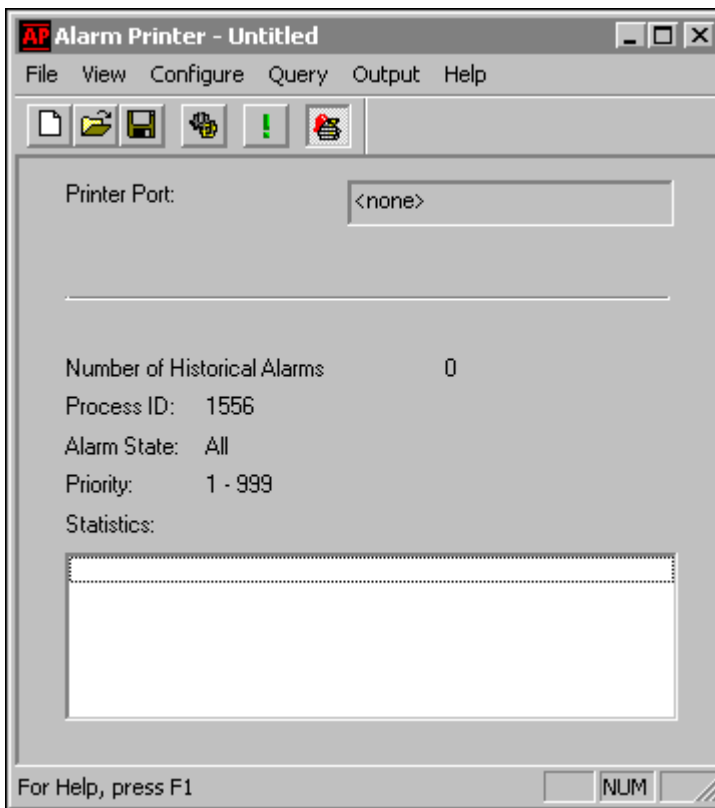 AP Alarm Printer - Untitled
File View Configure Query Output Help
Printer Port: <none>
Number of Historical Alarms 0
Process ID: 1556
Alarm State: All
Priority: 1 - 999
Statistics:
For Help, press F1 NUM